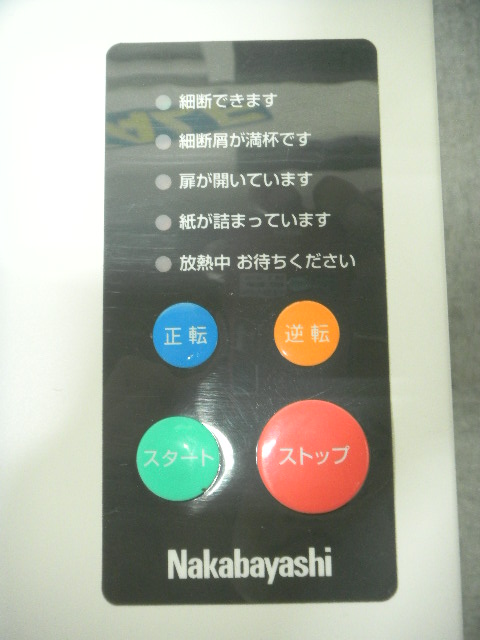 細断できます
細断屑が満杯です
扉が開いています
紙が詰まっています
放熱中 お待ちください
正転 逆転
スタート ストップ
Nakabayashi